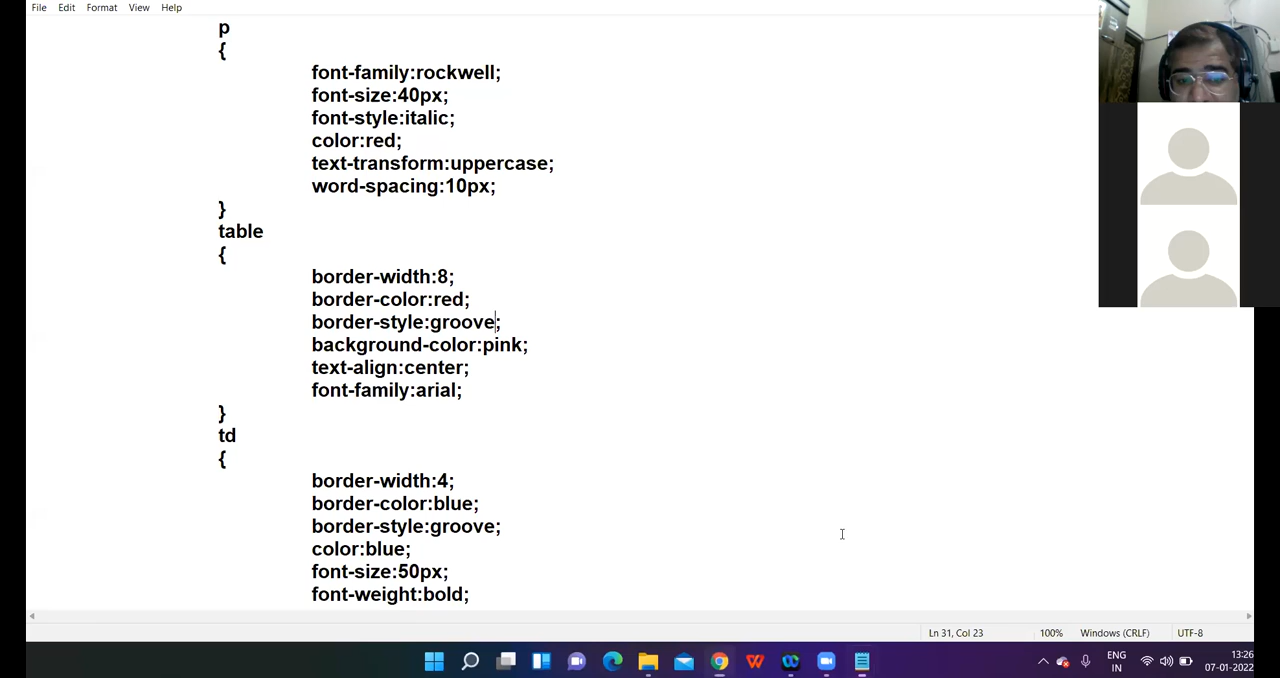 File Edit Format View Help
p
{
font-family:rockwell;
font-size:40px;
font-style:italic;
color:red;
text-transform:uppercase;
word-spacing:10px;
}
table
{
border-width:8;
border-color:red;
border-style:groove;
background-color:pink;
text-align:center;
font-family:arial;
}
td
{
border-width:4;
border-color:blue;
border-style:groove;
color:blue;
font-size:50px;
font-weight:bold;
Ln 31, Col 23 100% Windows (CRLF) UTF-8
ENG
IN
13:26
07-01-2022